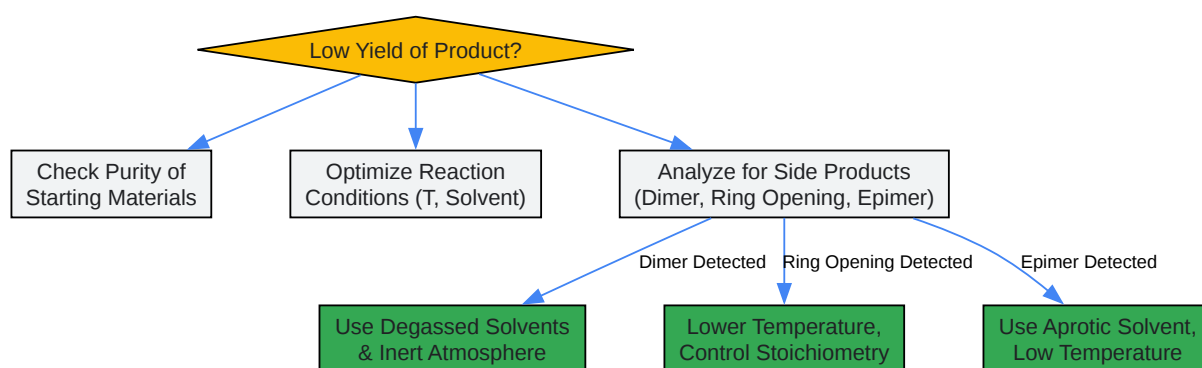 Low Yield of Product?
Check Purity of
Starting Materials
Optimize Reaction
Conditions (T, Solvent)
Analyze for Side Products
(Dimer, Ring Opening, Epimer)
Dimer Detected
Ring Opening Detected
Epimer Detected
Use Degassed Solvents
& Inert Atmosphere
Lower Temperature,
Control Stoichiometry
Use Aprotic Solvent,
Low Temperature